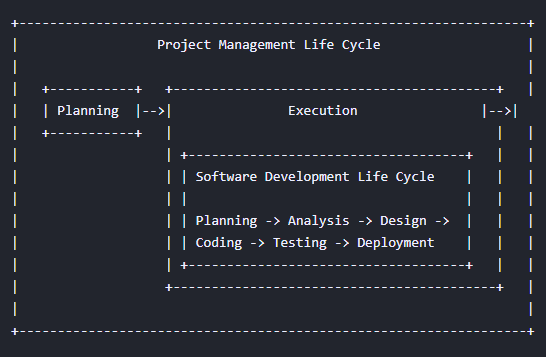 Project Management Life Cycle
Planning -->| Execution -->|
Software Development Life Cycle
Planning -> Analysis -> Design ->
Coding -> Testing -> Deployment